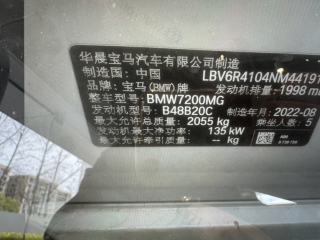 华晨宝马汽车有限公司制造
制造国:中国 LBV6R4104NM44191
品牌:宝马(BMW)牌 发动机排量:1998 ml
整车型号:BMW7200MG
发动机型号:B48B20C 制造年月:2022-08
最大允许总质量:2055 kg 乘坐人数:5
发动机最大净功率:135 kW
最大允许牵引质量:-- kg